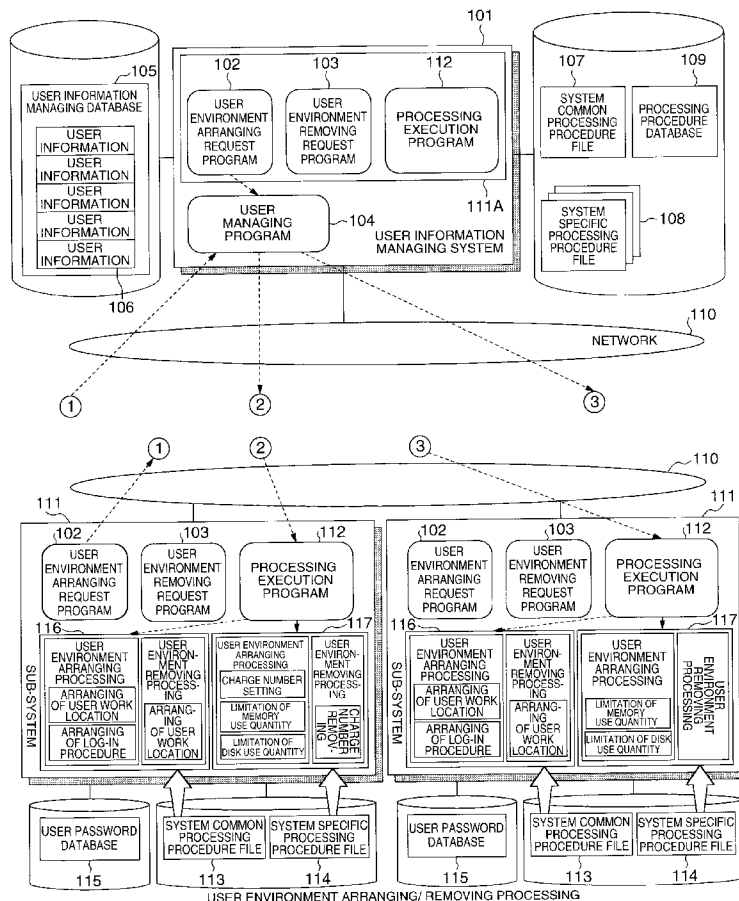 101
102
103
112
USER
ENVIRONMENT
ARRANGING
REQUEST
PROGRAM
USER
ENVIRONMENT
REMOVING
REQUEST
PROGRAM
PROCESSING
EXECUTION
PROGRAM
111A
USER
MANAGING
PROGRAM
104
USER INFORMATION
MANAGING SYSTEM
105
USER INFORMATION
MANAGING DATABASE
USER
INFORMATION
USER
INFORMATION
USER
INFORMATION
USER
INFORMATION
USER
INFORMATION
106
107
109
SYSTEM
COMMON
PROCESSING
PROCEDURE
FILE
PROCESSING
PROCEDURE
DATABASE
SYSTEM
SPECIFIC
PROCESSING
PROCEDURE
FILE
108
110
NETWORK
1
2
3
1
2
3
110
111
102
103
112
USER
ENVIRONMENT
ARRANGING
REQUEST
PROGRAM
USER
ENVIRONMENT
REMOVING
REQUEST
PROGRAM
PROCESSING
EXECUTION
PROGRAM
116
117
SUB-SYSTEM
USER
ENVIRONMENT
ARRANGING
PROCESSING
ARRANGING
OF USER WORK
LOCATION
ARRANGING
OF LOG-IN
PROCEDURE
USER
ENVIRON-
MENT
REMOVING
PROCESS-
ING
ARRANG-
ING
OF USER
WORK
LOCATION
USER ENVIRONMENT
ARRANGING
PROCESSING
CHARGE NUMBER
SETTING
LIMITATION OF
MEMORY
USE QUANTITY
LIMITATION OF
DISK USE QUANTITY
USER
ENVIRON-
MENT
REMOVING
PROCESS-
ING
CHARGE
NUMBER
REMOV-
ING
111
102
103
112
USER
ENVIRONMENT
ARRANGING
REQUEST
PROGRAM
USER
ENVIRONMENT
REMOVING
REQUEST
PROGRAM
PROCESSING
EXECUTION
PROGRAM
116
117
SUB-SYSTEM
USER
ENVIRONMENT
ARRANGING
PROCESSING
ARRANGING
OF USER WORK
LOCATION
ARRANGING
OF LOG-IN
PROCEDURE
USER
ENVIRON-
MENT
REMOVING
PROCESS-
ING
ARRANG-
ING
OF USER
WORK
LOCATION
USER
ENVIRONMENT
ARRANGING
PROCESSING
LIMITATION OF
MEMORY
USE QUANTITY
LIMITATION OF DISK
USE QUANTITY
USER
ENVIRONMENT
REMOVING
PROCESSING
USER PASSWORD
DATABASE
115
SYSTEM COMMON
PROCESSING
PROCEDURE FILE
113
SYSTEM SPECIFIC
PROCESSING
PROCEDURE FILE
114
USER PASSWORD
DATABASE
115
SYSTEM COMMON
PROCESSING
PROCEDURE FILE
113
SYSTEM SPECIFIC
PROCESSING
PROCEDURE FILE
114
USER ENVIRONMENT ARRANGING/ REMOVING PROCESSING